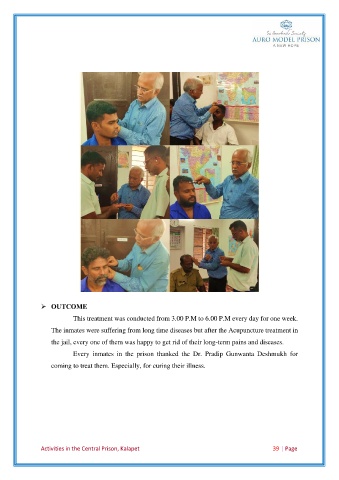 Sri Aurobindo Society
AURO MODEL PRISON
A NEW HOPE
➢ OUTCOME
This treatment was conducted from 3.00 P.M to 6.00 P.M every day for one week.
The inmates were suffering from long time diseases but after the Acupuncture treatment in
the jail, every one of them was happy to get rid of their long-term pains and diseases.
Every inmates in the prison thanked the Dr. Pradip Gunwanta Deshmukh for
coming to treat them. Especially, for curing their illness.
Activities in the Central Prison, Kalapet 39 | Page